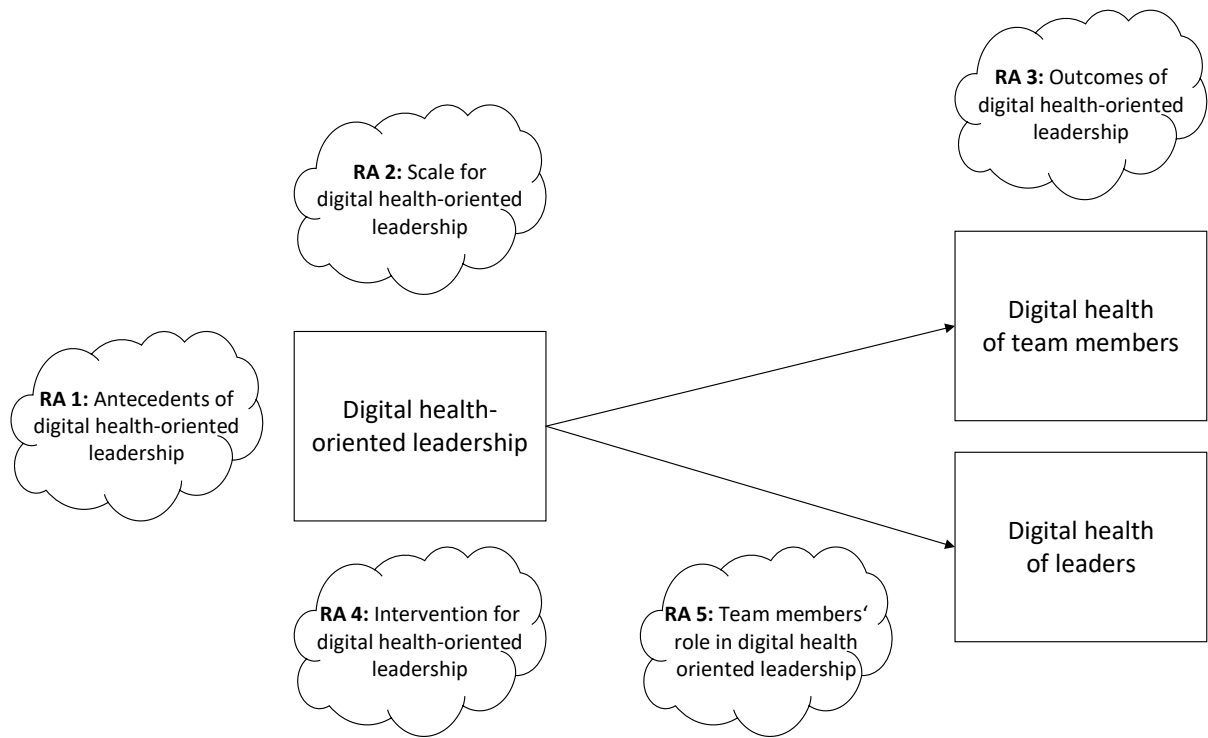 RA 3: Outcomes of
digital health-oriented
leadership
RA 2: Scale for
digital health-oriented
leadership
Digital health
of team members
RA 1: Antecedents of
digital health-oriented
leadership
Digital health-
oriented leadership
Digital health
of leaders
RA 4: Intervention for
digital health-oriented
leadership
RA 5: Team members‘
role in digital health
oriented leadership